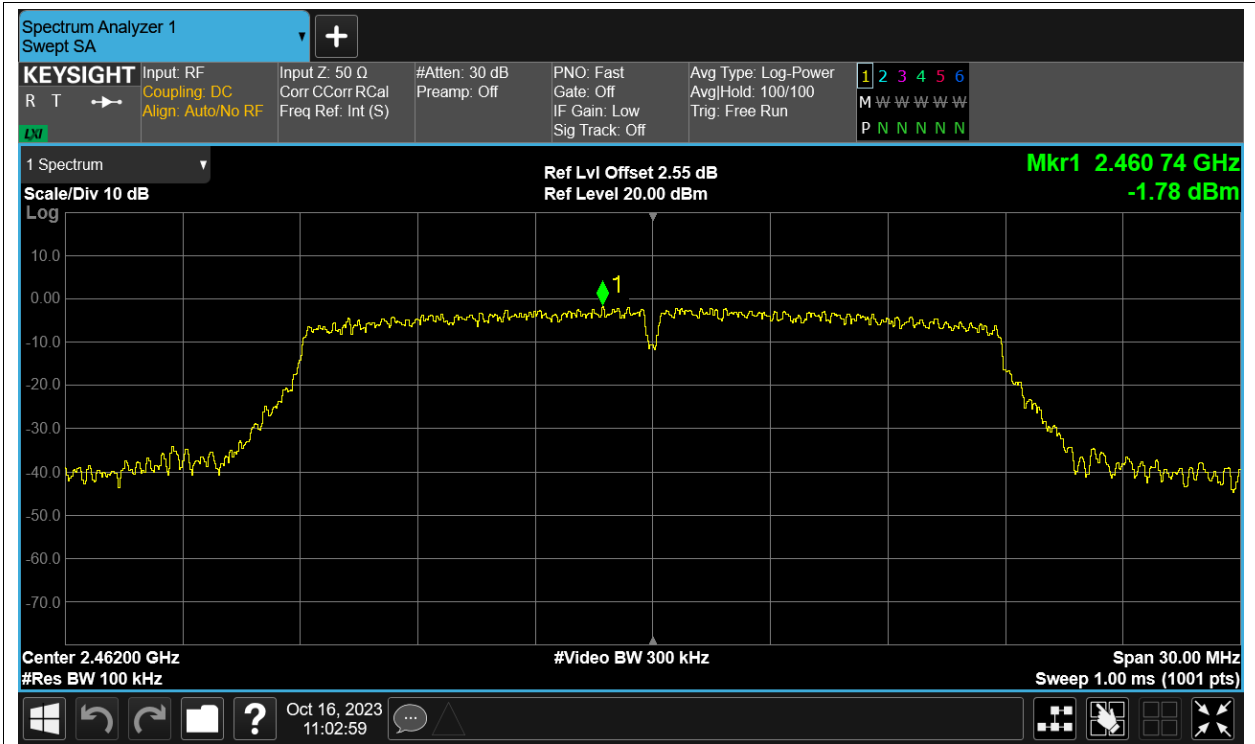 Spectrum Analyzer 1
Swept SA
KEYSIGHT
R T
LXI
Input: RF
Coupling: DC
Align: Auto/No RF
Input Z: 50 Ω
Corr CCorr RCal
Freq Ref: Int (S)
#Atten: 30 dB
Preamp: Off
PNO: Fast
Gate: Off
IF Gain: Low
Sig Track: Off
Avg Type: Log-Power
Avg|Hold: 100/100
Trig: Free Run
1 2 3 4 5 6
M W W W W W
P N N N N N
1 Spectrum
Scale/Div 10 dB
Log
Ref Lvl Offset 2.55 dB
Ref Level 20.00 dBm
Mkr1 2.460 74 GHz
-1.78 dBm
10.0
0.00
-10.0
-20.0
-30.0
-40.0
-50.0
-60.0
-70.0
1
Center 2.46200 GHz
#Res BW 100 kHz
#Video BW 300 kHz
Span 30.00 MHz
Sweep 1.00 ms (1001 pts)
?
Oct 16, 2023
11:02:59